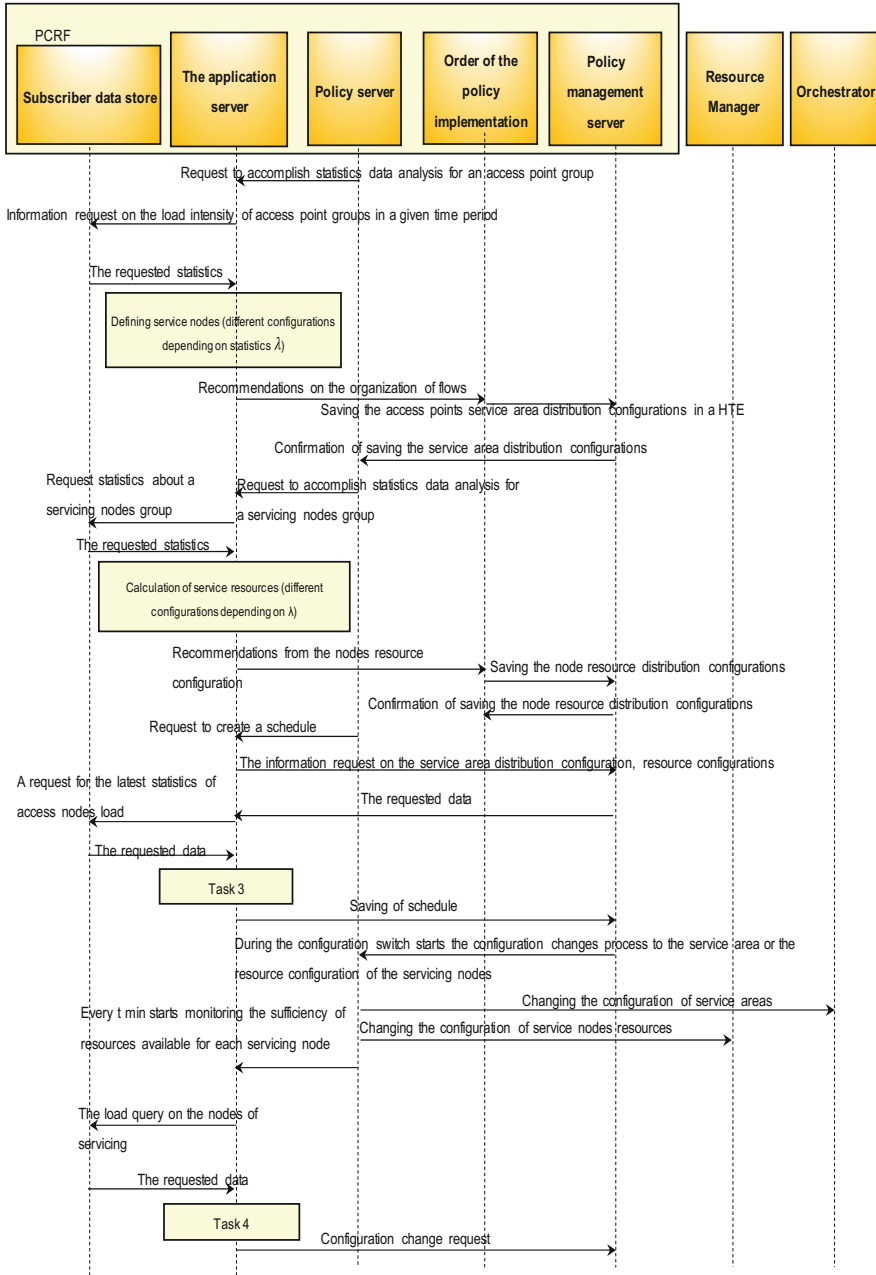 PCRF
Subscriber data store
The application
server
Policy server
Order of the
policy
implementation
Policy
management
server
Resource
Manager
Orchestrator
Request to accomplish statistics data analysis for an access point group
Information request on the load intensity of access point groups in a given time period
The requested statistics
Defining service nodes (different configurations
depending on statistics λ)
Recommendations on the organization of flows
Saving the access points service area distribution configurations in a HTE
Confirmation of saving the service area distribution configurations
Request statistics about a
servicing nodes group
Request to accomplish statistics data analysis for
a servicing nodes group
The requested statistics
Calculation of service resources (different
configurations depending on λ)
Recommendations from the nodes resource
configuration
Saving the node resource distribution configurations
Confirmation of saving the node resource distribution configurations
Request to create a schedule
The information request on the service area distribution configuration, resource configurations
A request for the latest statistics of
access nodes load
The requested data
The requested data
Task 3
Saving of schedule
During the configuration switch starts the configuration changes process to the service area or the
resource configuration of the servicing nodes
Changing the configuration of service areas
Every t min starts monitoring the sufficiency of
resources available for each servicing node
Changing the configuration of service nodes resources
The load query on the nodes of
servicing
The requested data
Task 4
Configuration change request